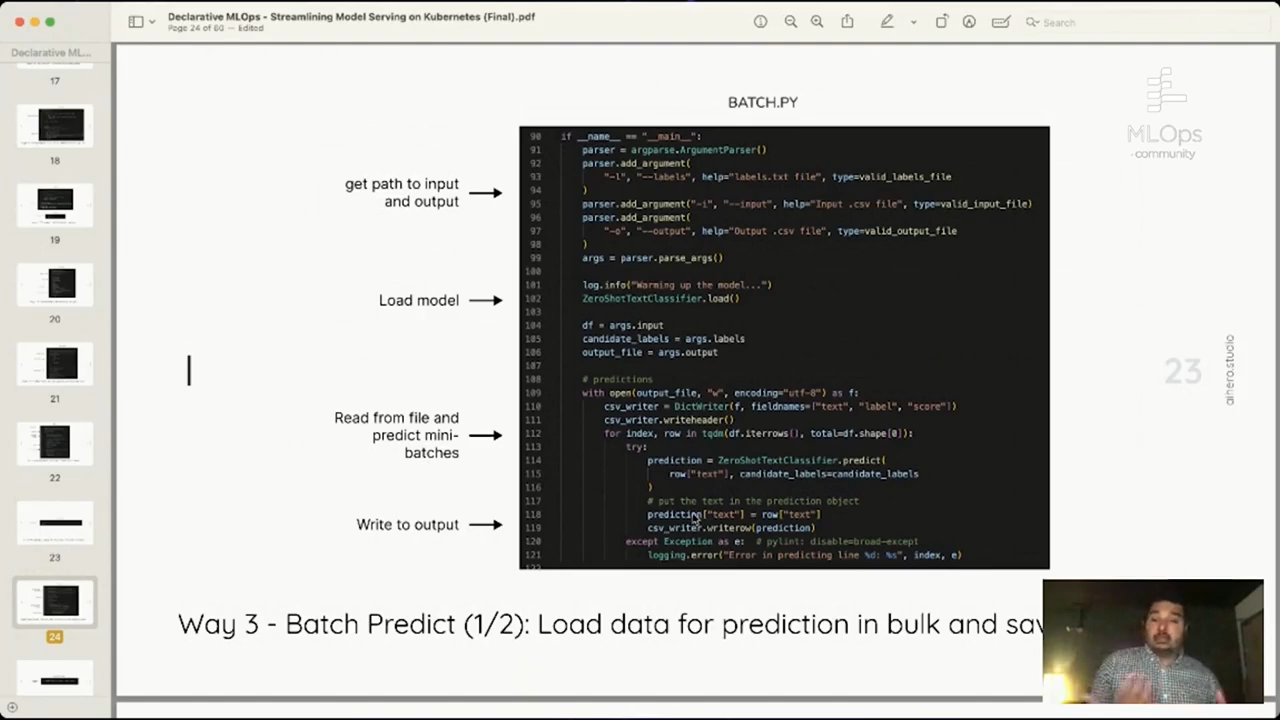 Declarative MLOps - Streamlining Model Serving on Kubernetes (Final).pdf
Page 24 of 60 — Edited
Search
Declarative ML...
17
18
19
20
21
22
23
24
BATCH.PY
MLOps
community
get path to input
and output
Load model
Read from file and
predict mini-
batches
Write to output
90 if __name__ == "__main__":
91 parser = argparse.ArgumentParser()
92 parser.add_argument(
93 "-l", "--labels", help="labels.txt file", type=valid_labels_file
94 )
95 parser.add_argument("-i", "--input", help="Input .csv file", type=valid_input_file)
96 parser.add_argument(
97 "-o", "--output", help="Output .csv file", type=valid_output_file
98 )
99 args = parser.parse_args()
100
101 log.info("Warming up the model...")
102 ZeroShotTextClassifier.load()
103
104 df = args.input
105 candidate_labels = args.labels
106 output_file = args.output
107
108 # predictions
109 with open(output_file, "w", encoding="utf-8") as f:
110 csv_writer = DictWriter(f, fieldnames=["text", "label", "score"])
111 csv_writer.writeheader()
112 for index, row in tqdm(df.iterrows(), total=df.shape[0]):
113 try:
114 prediction = ZeroShotTextClassifier.predict(
115 row["text"], candidate_labels=candidate_labels
116 )
117 # put the text in the prediction object
118 prediction["text"] = row["text"]
119 csv_writer.writerow(prediction)
120 except Exception as e: # pylint: disable=broad-except
121 logging.error("Error in predicting line %d: %s", index, e)
23
ainero.studio
Way 3 - Batch Predict (1/2): Load data for prediction in bulk and sav